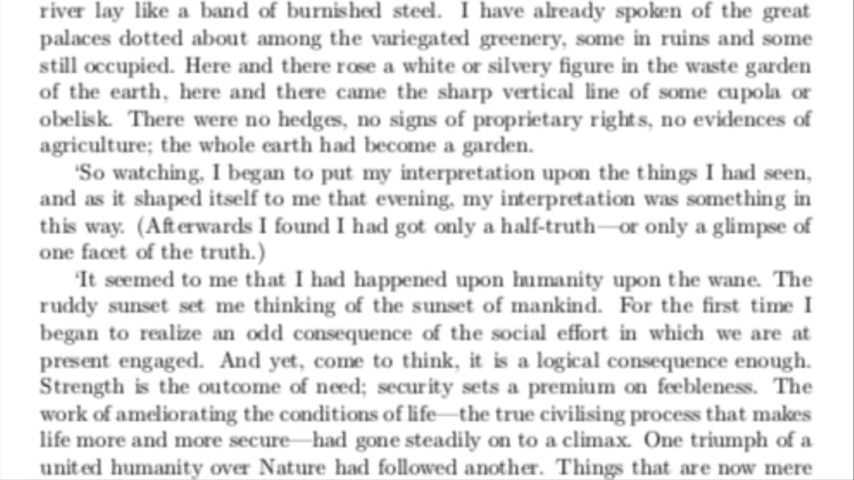 river lay like a band of burnished steel. I have already spoken of the great
palaces dotted about among the variegated greenery, some in ruins and some
still occupied. Here and there rose a white or silvery figure in the waste garden
of the earth, here and there came the sharp vertical line of some cupola or
obelisk. There were no hedges, no signs of proprietary rights, no evidences of
agriculture; the whole earth had become a garden.
‘So watching, I began to put my interpretation upon the things I had seen,
and as it shaped itself to me that evening, my interpretation was something in
this way. (Afterwards I found I had got only a half-truth—or only a glimpse of
one facet of the truth.)
‘It seemed to me that I had happened upon humanity upon the wane. The
ruddy sunset set me thinking of the sunset of mankind. For the first time I
began to realize an odd consequence of the social effort in which we are at
present engaged. And yet, come to think, it is a logical consequence enough.
Strength is the outcome of need; security sets a premium on feebleness. The
work of ameliorating the conditions of life—the true civilising process that makes
life more and more secure—had gone steadily on to a climax. One triumph of a
united humanity over Nature had followed another. Things that are now mere